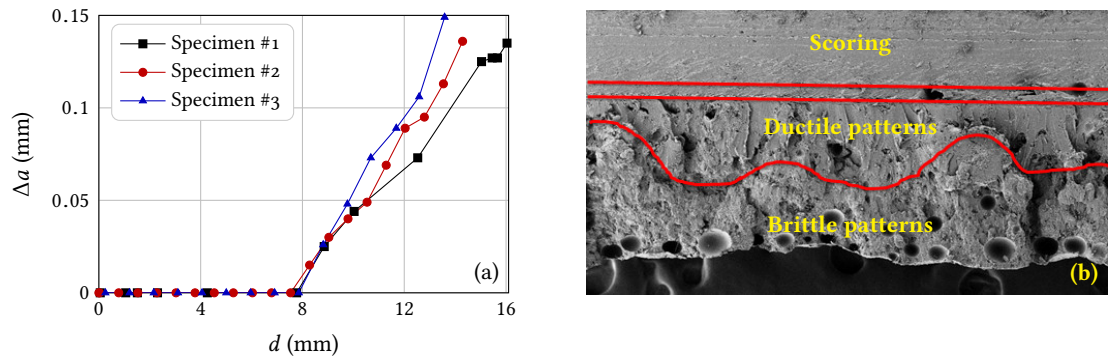 0.15
0.1
0.05
0
0
4
8
12
16
Δa (mm)
d (mm)
Specimen #1
Specimen #2
Specimen #3
(a)
Scoring
Ductile patterns
Brittle patterns
(b)